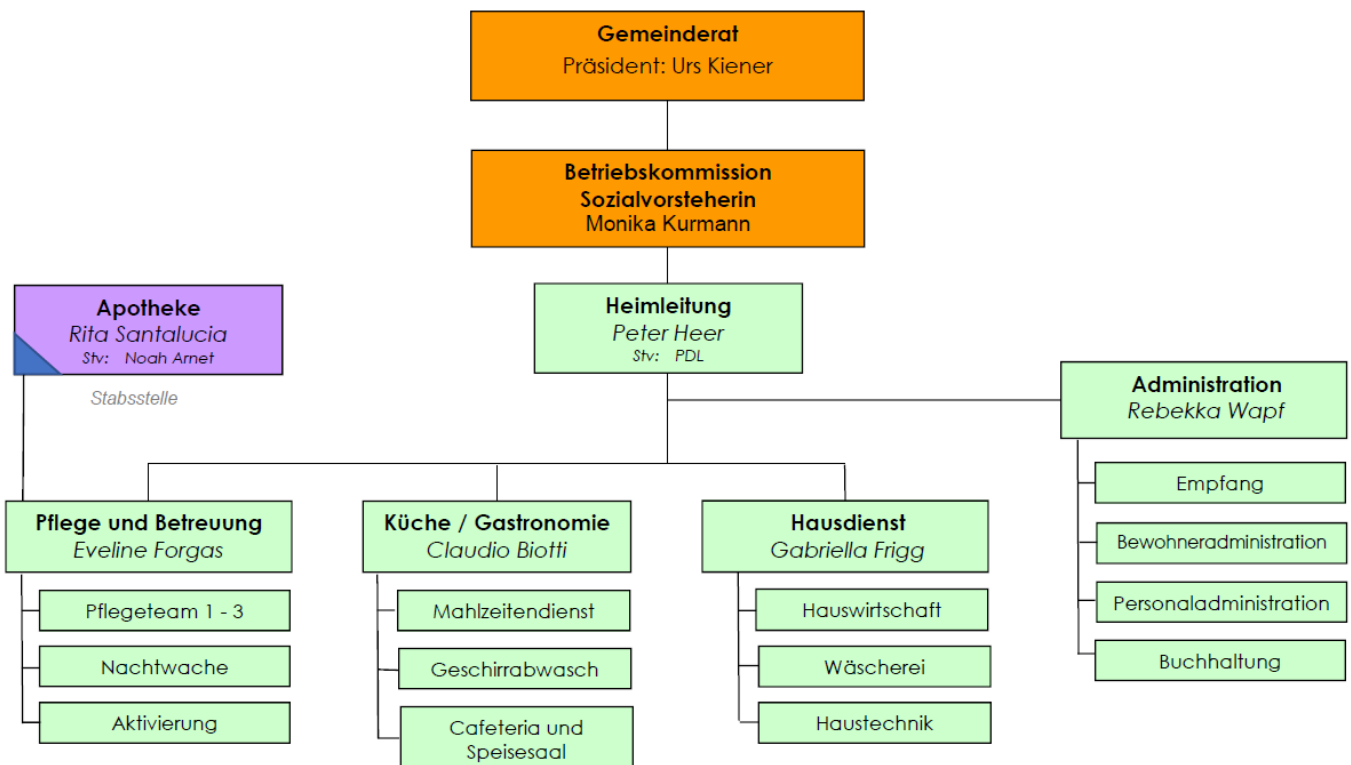 Gemeinderat
Präsident: Urs Kiener
Betriebskommission
Sozialvorsteherin
Monika Kurmann
Apotheke
Rita Santalucia
Stv: Noah Arnet
Stabsstelle
Heimleitung
Peter Heer
Stv: PDL
Administration
Rebekka Wapf
Empfang
Bewohneradministration
Personaladministration
Buchhaltung
Pflege und Betreuung
Eveline Forgas
Pflegeteam 1 - 3
Nachtwache
Aktivierung
Küche / Gastronomie
Claudio Biotti
Mahlzeitendienst
Geschirrabwasch
Cafeteria und
Speisesaal
Hausdienst
Gabriella Frigg
Hauswirtschaft
Wäscherei
Haustechnik